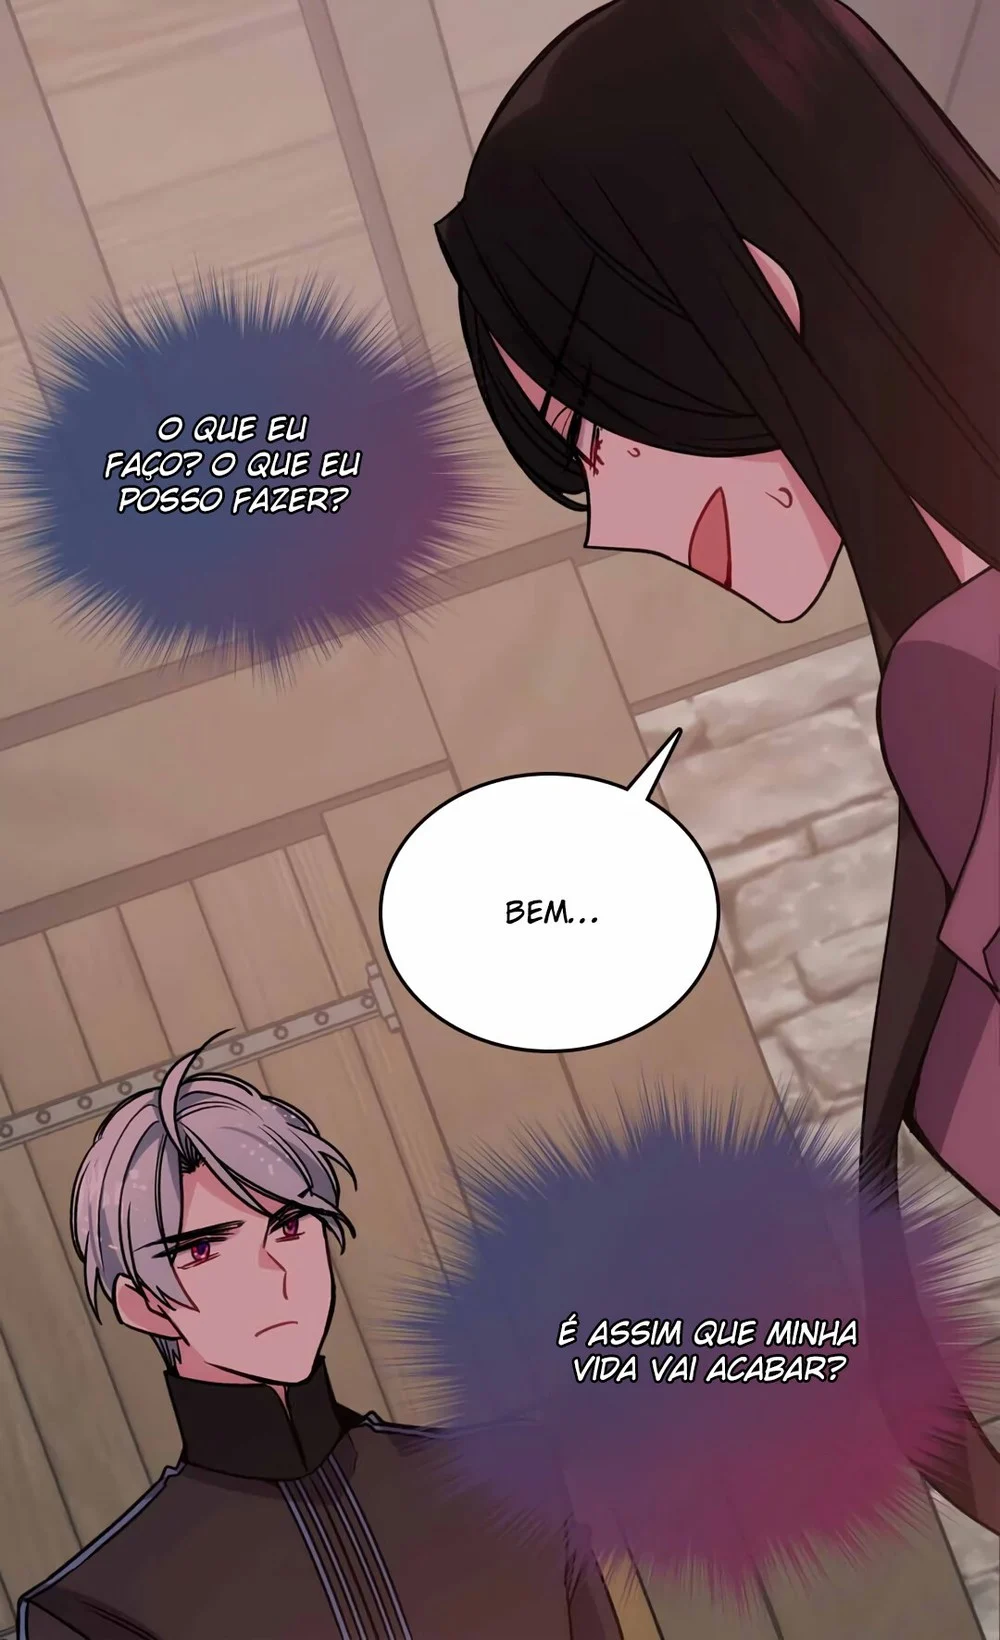 O QUE EU
FAÇO? O QUE EU
POSSO FAZER?
BEM...
É ASSIM QUE MINHA
VIDA VAI ACABAR?